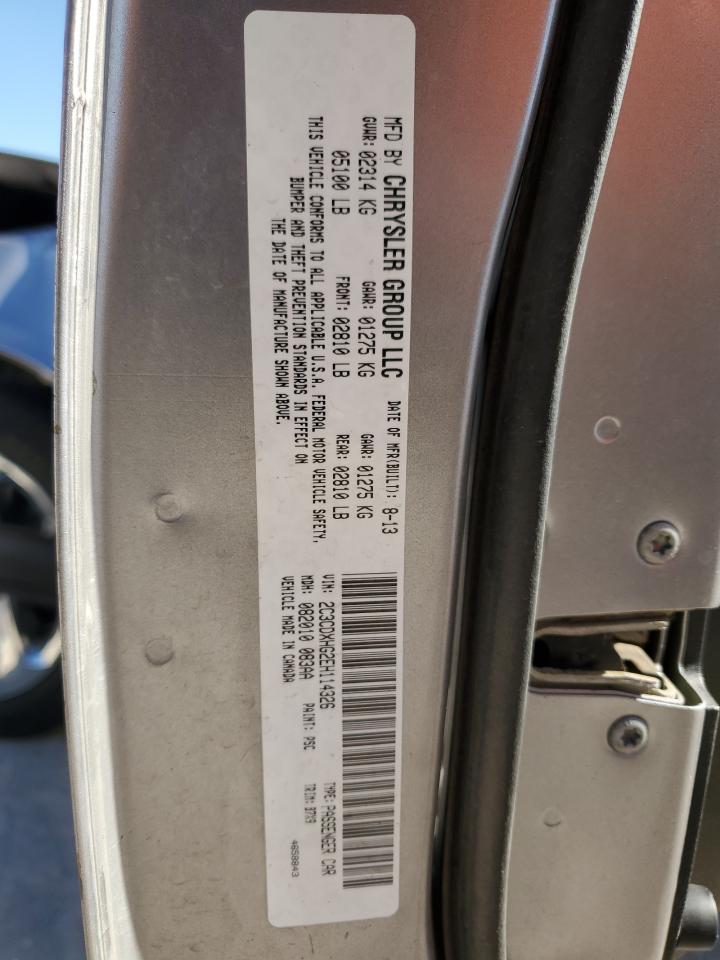 MFD BY CHRYSLER GROUP LLC DATE OF MFR(BUILT): 8-13
GVWR: 02314 KG GAWR: 01275 KG GAWR: 01275 KG
05100 LB FRONT: 02810 LB REAR: 02810 LB
THIS VEHICLE CONFORMS TO ALL APPLICABLE U.S.A. FEDERAL MOTOR VEHICLE SAFETY,
BUMPER AND THEFT PREVENTION STANDARDS IN EFFECT ON
THE DATE OF MANUFACTURE SHOWN ABOVE.
VIN: 2C3CDXHG2EH114326 TYPE: PASSENGER CAR
MDH: 082010 083AA PAINT: PSC TRIM: B7X9
VEHICLE MADE IN CANADA 4658843